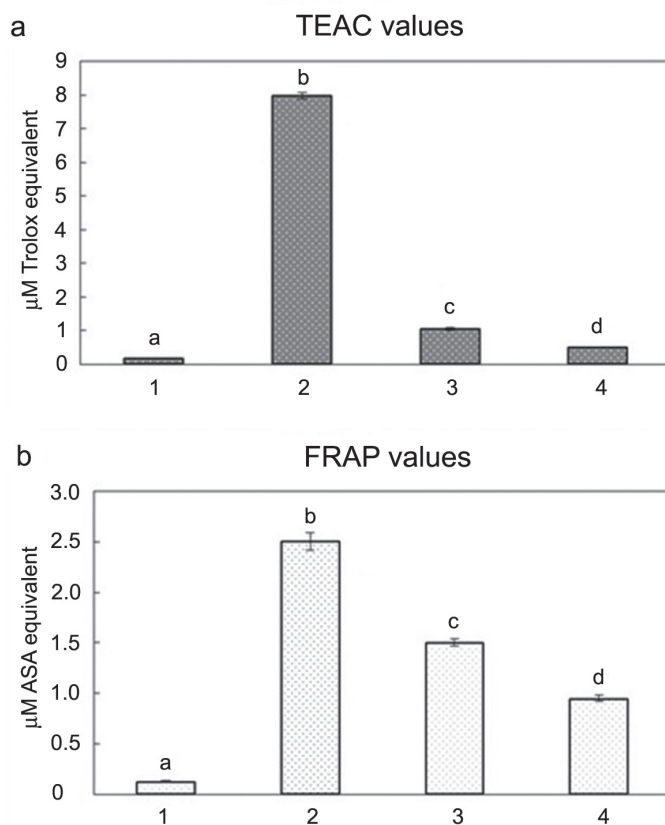 a
TEAC values
μM Trolox equivalent
9
8
7
6
5
4
3
2
1
0
a
b
c
d
1 2 3 4
b
FRAP values
μM ASA equivalent
3.0
2.5
2.0
1.5
1.0
0.5
0
a
b
c
d
1 2 3 4